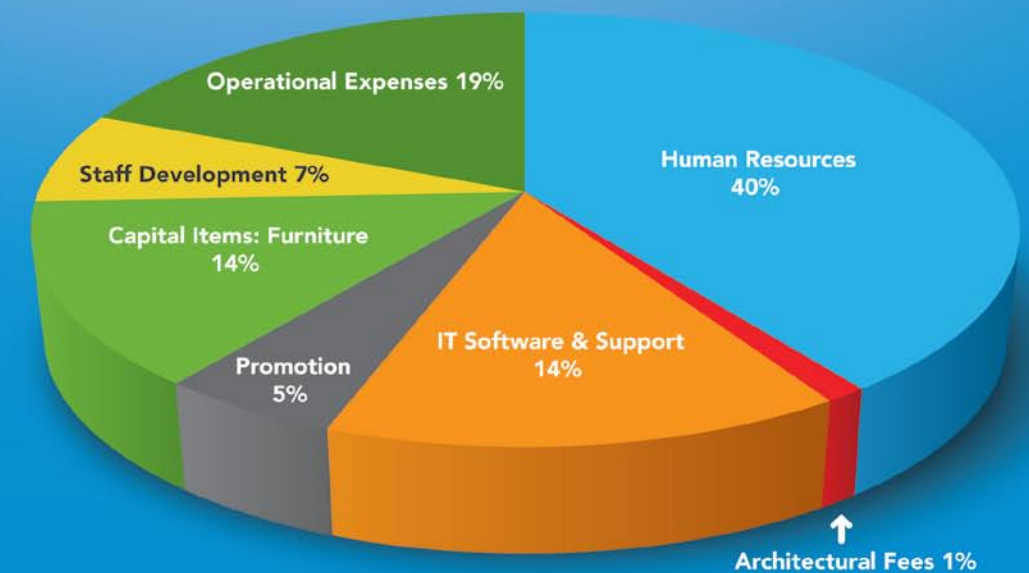 Operational Expenses 19%
Human Resources
40%
Staff Development 7%
Capital Items: Furniture
14%
IT Software & Support
14%
Promotion
5%
Architectural Fees 1%